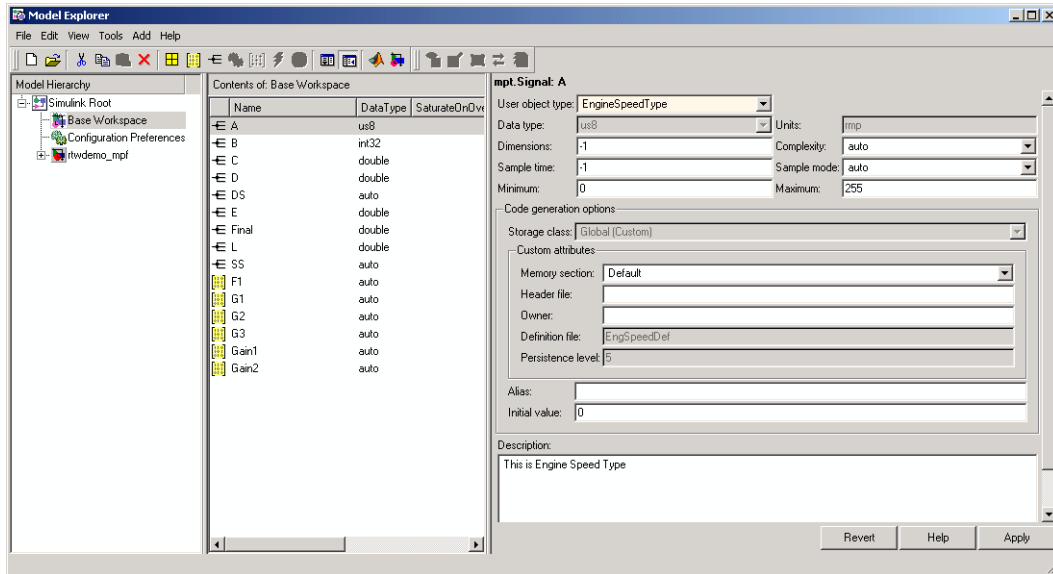 Model Explorer
File Edit View Tools Add Help
Model Hierarchy
Simulink Root
Base Workspace
Configuration Preferences
rtwdemo_mpf
Contents of: Base Workspace
Name DataType SaturateOnOve
A us8
B int32
C double
D double
DS auto
E double
Final double
L double
SS auto
F1 auto
G1 auto
G2 auto
G3 auto
Gain1 auto
Gain2 auto
mpt.Signal: A
User object type: EngineSpeedType
Data type: us8 Units: rmp
Dimensions: -1 Complexity: auto
Sample time: -1 Sample mode: auto
Minimum: 0 Maximum: 255
Code generation options
Storage class: Global (Custom)
Custom attributes
Memory section: Default
Header file:
Owner:
Definition file: EngSpeedDef
Persistence level: 5
Alias:
Initial value: 0
Description:
This is Engine Speed Type
Revert Help Apply